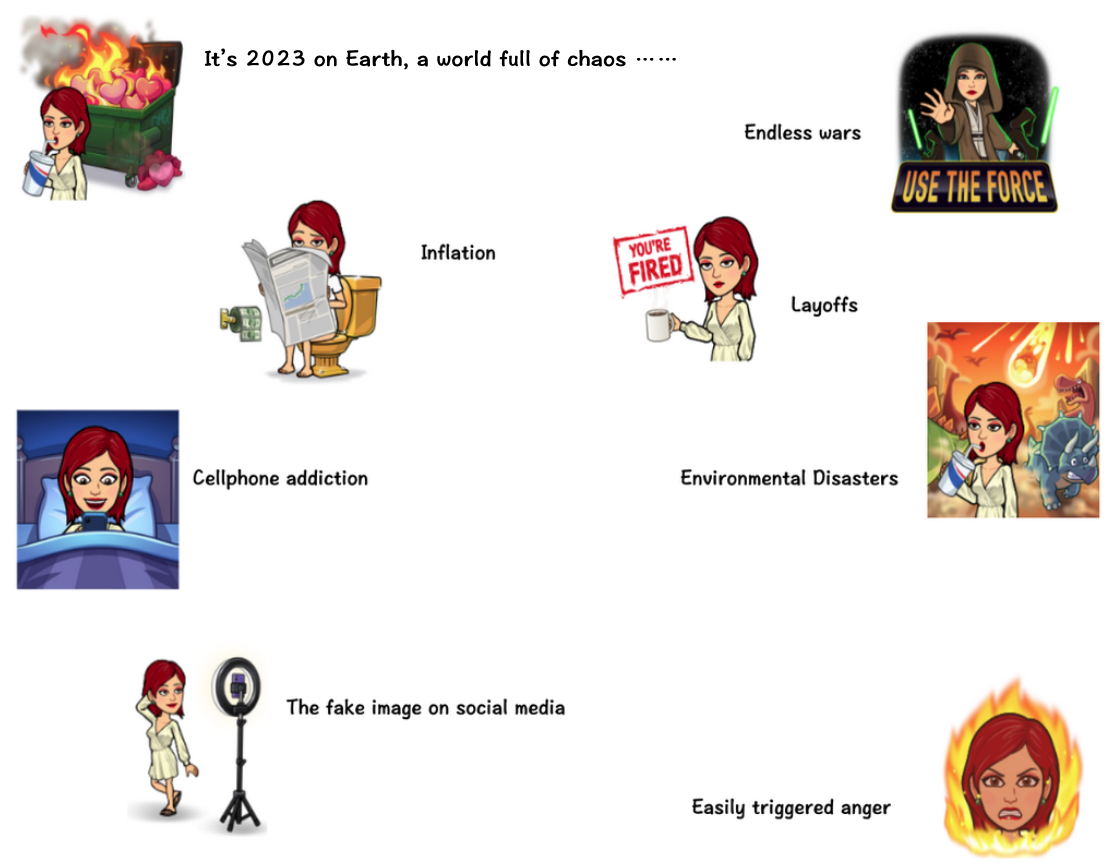 It's 2023 on Earth, a world full of chaos ……
Endless wars
USE THE FORCE
Inflation
YOU'RE
FIRED
Layoffs
Cellphone addiction
Environmental Disasters
The fake image on social media
Easily triggered anger